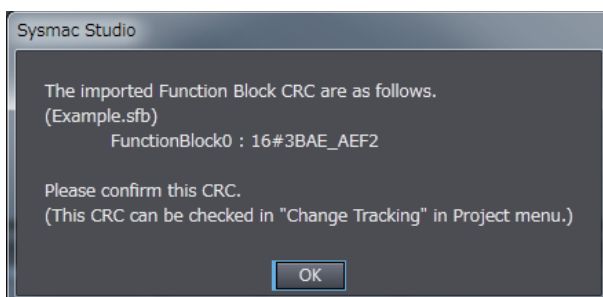 Sysmac Studio
The imported Function Block CRC are as follows.
(Example.sfb)
FunctionBlock0 : 16#3BAE_AEF2
Please confirm this CRC.
(This CRC can be checked in "Change Tracking" in Project menu.)
OK